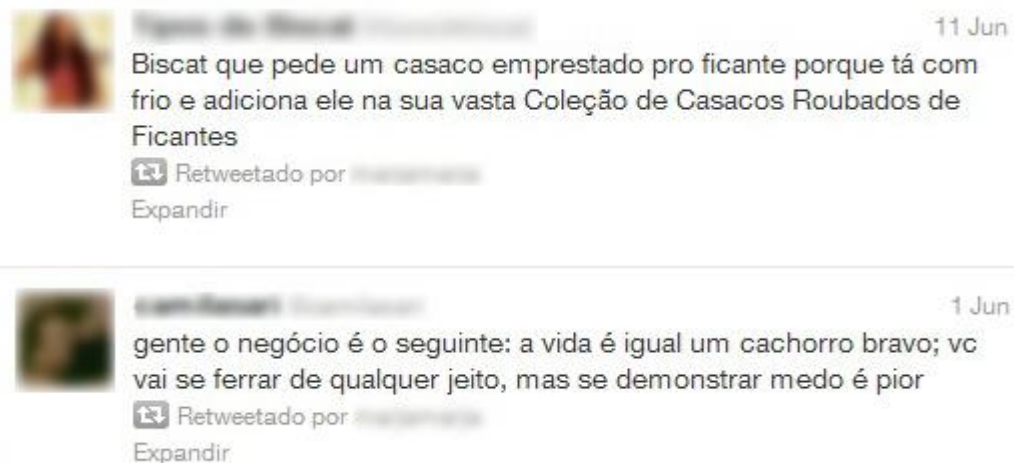 11 Jun
Biscat que pede um casaco emprestado pro ficante porque tá com
frio e adiciona ele na sua vasta Coleção de Casacos Roubados de
Ficantes
Retweetado por
Expandir
1 Jun
gente o negócio é o seguinte: a vida é igual um cachorro bravo; vc
vai se ferrar de qualquer jeito, mas se demonstrar medo é pior
Retweetado por
Expandir